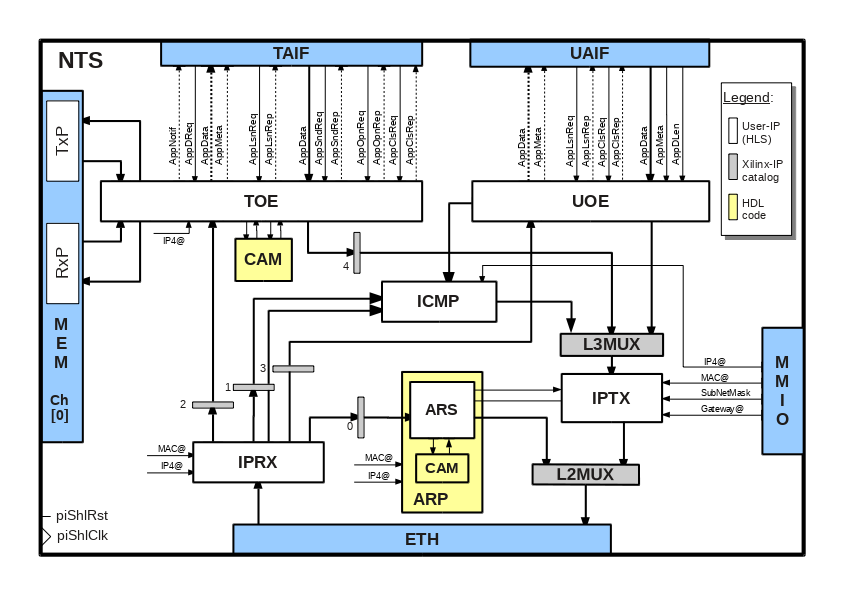 NTS
TAIF
UAIF
AppNotif
AppDReq
AppData
AppMeta
AppLsnReq
AppLsnRep
AppData
AppSndReq
AppSndRep
AppOpnReq
AppOpnRep
AppClsReq
AppClsRep
AppData
AppMeta
AppLsnReq
AppLsnRep
AppClsReq
AppClsRep
AppData
AppMeta
AppDLen
Legend:
User-IP
(HLS)
Xilinx-IP
catalog
HDL
code
TxP
RxP
M
E
M
Ch
[0]
TOE
UOE
IP4@
CAM
4
ICMP
L3MUX
3
1
2
0
ARS
CAM
ARP
IPTX
IP4@
MAC@
SubNetMask
Gateway@
M
M
I
O
MAC@
IP4@
IPRX
MAC@
IP4@
L2MUX
piShlRst
piShlClk
ETH